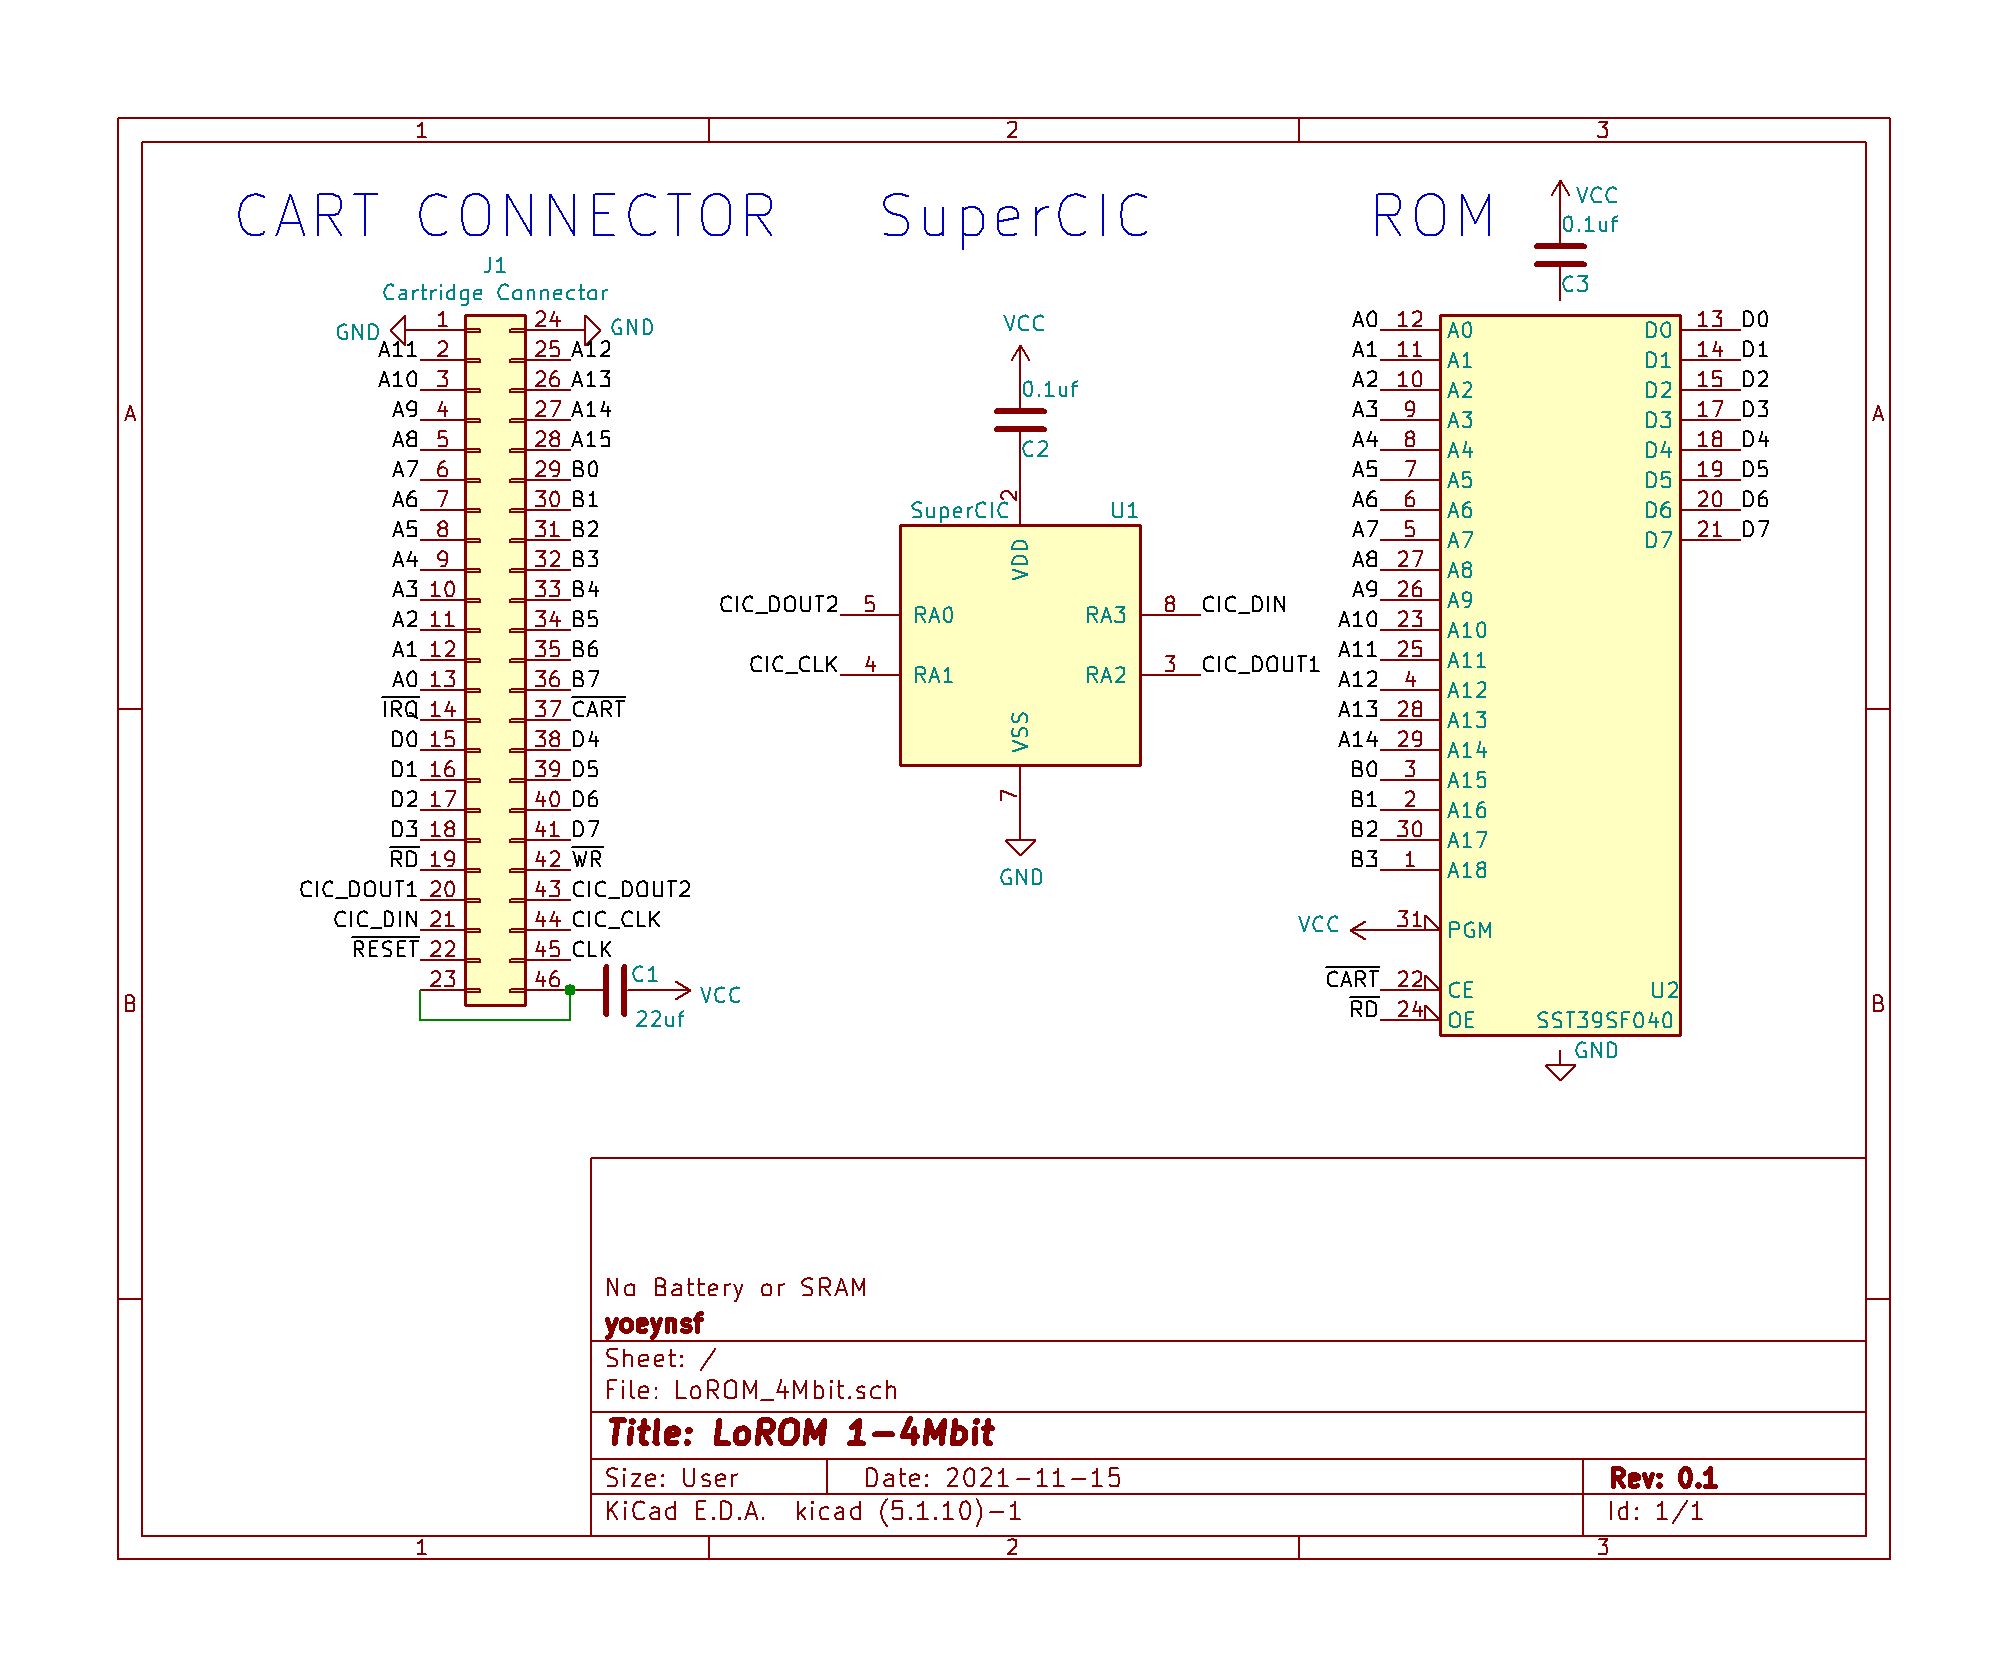 1 2 3
CART CONNECTOR SuperCIC ROM
J1
Cartridge Connector
GND 1 24 GND
A11 2 25 A12
A10 3 26 A13
A9 4 27 A14
A8 5 28 A15
A7 6 29 B0
A6 7 30 B1
A5 8 31 B2
A4 9 32 B3
A3 10 33 B4
A2 11 34 B5
A1 12 35 B6
A0 13 36 B7
IRQ 14 37 CART
D0 15 38 D4
D1 16 39 D5
D2 17 40 D6
D3 18 41 D7
RD 19 42 WR
CIC_DOUT1 20 43 CIC_DOUT2
CIC_DIN 21 44 CIC_CLK
RESET 22 45 CLK
23 46 C1 VCC
22uf
VCC
0.1uf
C2
2
SuperCIC U1
VDD
CIC_DOUT2 5 RA0 RA3 8 CIC_DIN
CIC_CLK 4 RA1 RA2 3 CIC_DOUT1
VSS
7
GND
VCC
0.1uf
C3
A0 12 A0 D0 13 D0
A1 11 A1 D1 14 D1
A2 10 A2 D2 15 D2
A3 9 A3 D3 17 D3
A4 8 A4 D4 18 D4
A5 7 A5 D5 19 D5
A6 6 A6 D6 20 D6
A7 5 A7 D7 21 D7
A8 27 A8
A9 26 A9
A10 23 A10
A11 25 A11
A12 4 A12
A13 28 A13
A14 29 A14
B0 3 A15
B1 2 A16
B2 30 A17
B3 1 A18
VCC 31 PGM
CART 22 CE U2
RD 24 OE SST39SF040
GND
A A
B B
No Battery or SRAM
yoeynsf
Sheet: /
File: LoROM_4Mbit.sch
Title: LoROM 1-4Mbit
Size: User Date: 2021-11-15 Rev: 0.1
KiCad E.D.A. kicad (5.1.10)-1 Id: 1/1
1 2 3